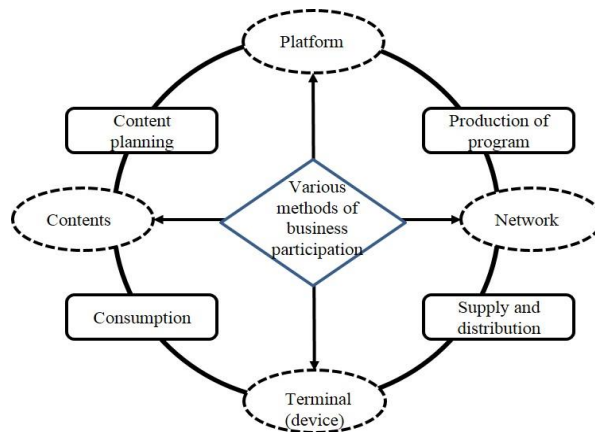 Platform
Content
planning
Production of
program
Various
methods of
business
participation
Contents
Network
Consumption
Supply and
distribution
Terminal
(device)